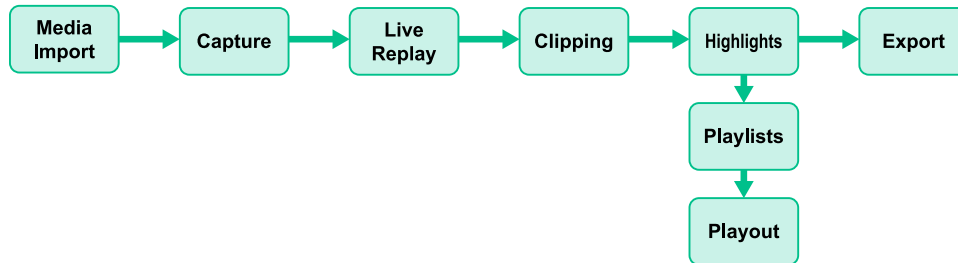 Media
Import
Capture
Live
Replay
Clipping
Highlights
Export
Playlists
Playout